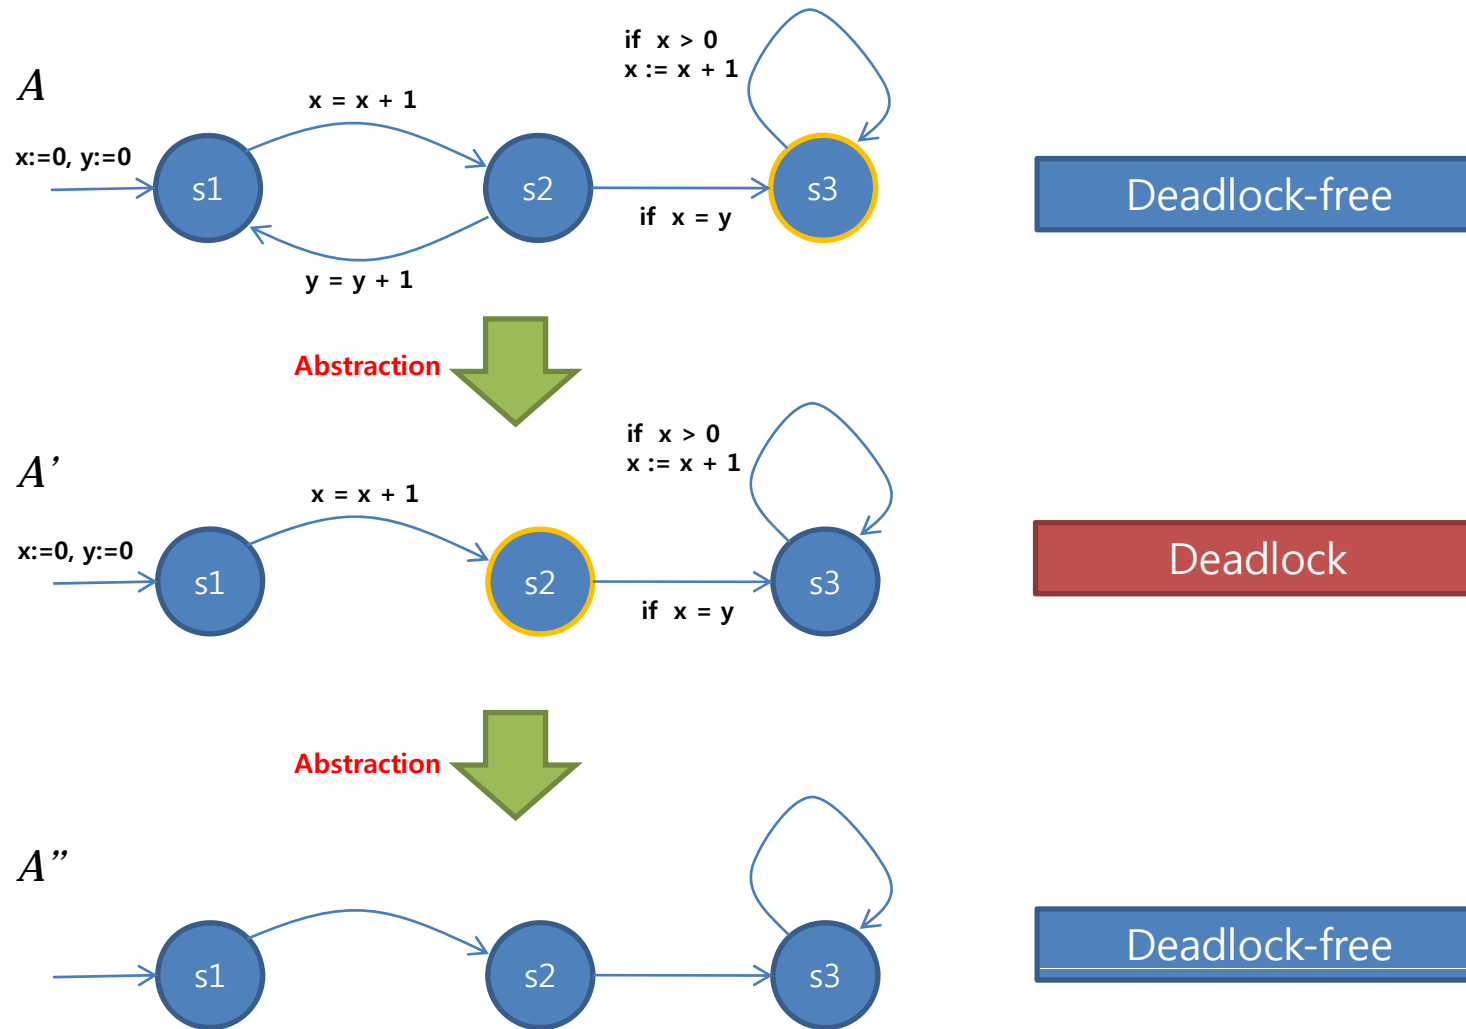 if x > 0
x := x + 1
A
x = x + 1
x:=0, y:=0
s1
s2
s3
Deadlock-free
if x = y
y = y + 1
Abstraction
if x > 0
x := x + 1
A’
x = x + 1
x:=0, y:=0
s1
s2
s3
Deadlock
if x = y
Abstraction
A”
s1
s2
s3
Deadlock-free